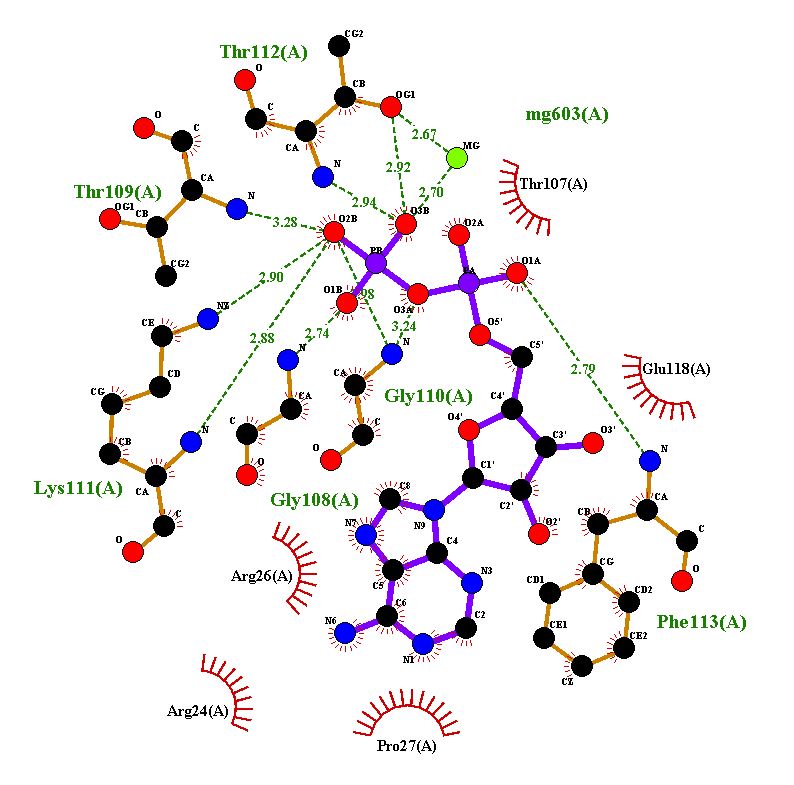 CG2
Thr112(A)
O
CB
OG1
mg603(A)
C
2.67
O
C
CA
MG
N
2.92
2.70
CA
2.94
Thr107(A)
Thr109(A)
OG1
CB
N
3.28
O2B
O3B
O2A
PB
O1A
CG2
2.90
O1B
.98
O3A
PA
NZ
2.74
3.24
O5'
CE
2.88
N
N
C5'
2.79
Glu118(A)
CD
CA
CG
CA
Gly110(A)
C4'
O4'
C3'
O3'
N
C
C
CB
O
O
C1'
N
Lys111(A)
CA
Gly108(A)
C8
C2'
CA
C
N7
N9
O2'
CB
C
O
C4
CG
O
Arg26(A)
C5
N3
CD1
CD2
C6
N6
C2
CE1
CE2
Phe113(A)
N1
CZ
Arg24(A)
Pro27(A)